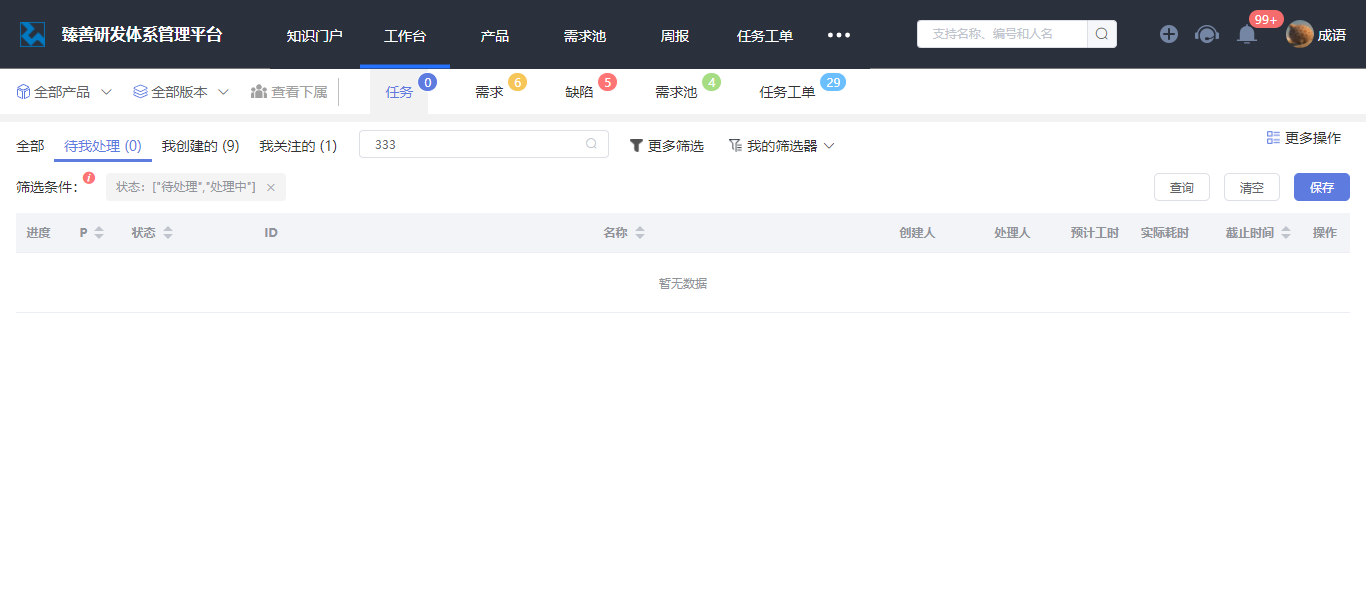 臻善研发体系管理平台 知识门户 工作台 产品 需求池 周报 任务工单 ••• 支持名称、编号和人名 99+ 成语
全部产品 全部版本 查看下属 任务 0 需求 6 缺陷 5 需求池 4 任务工单 29
全部 待我处理 (0) 我创建的 (9) 我关注的 (1) 333 更多筛选 我的筛选器 更多操作
筛选条件: i 状态: ["待处理","处理中"] × 查询 清空 保存
进度 P 状态 ID 名称 创建人 处理人 预计工时 实际耗时 截止时间 操作
暂无数据